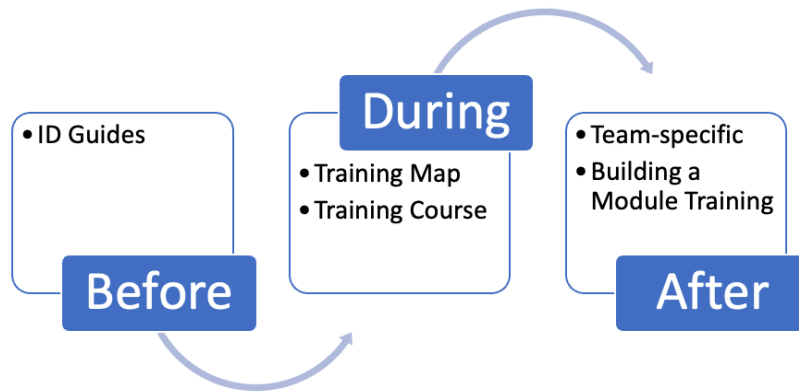 • ID Guides
Before
During
• Training Map
• Training Course
• Team-specific
• Building a
Module Training
After